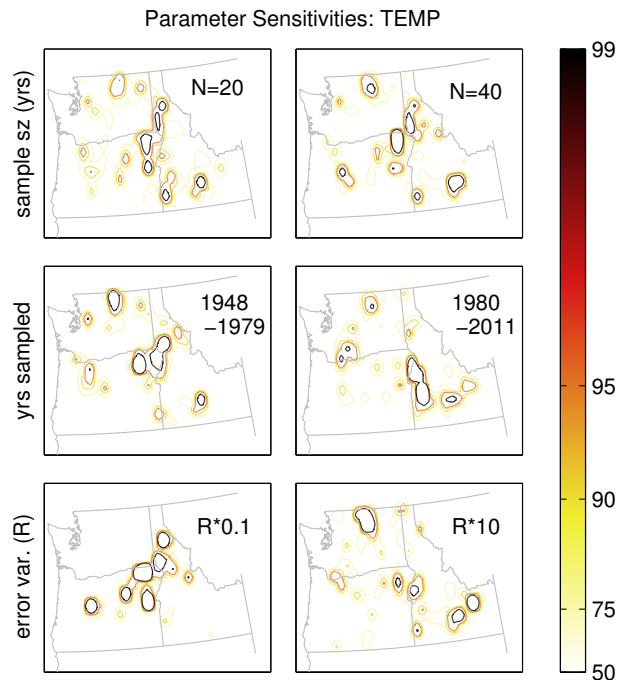 Parameter Sensitivities: TEMP
sample sz (yrs)
N=20
N=40
yrs sampled
1948
−1979
1980
−2011
error var. (R)
R*0.1
R*10
99
95
90
75
50